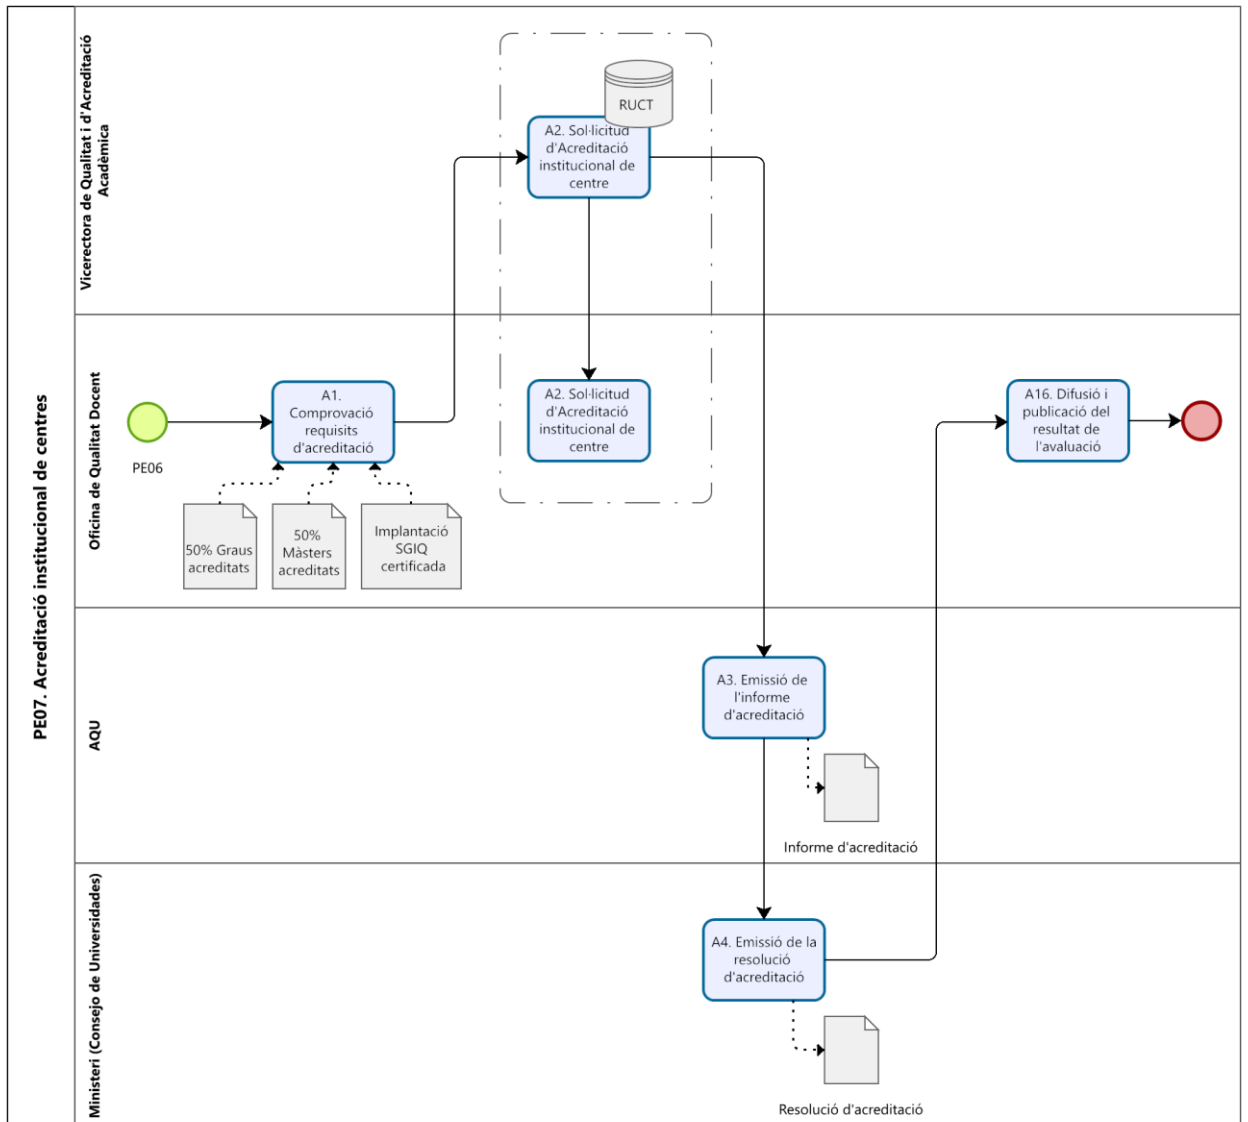 PE07. Acreditació institucional de centres
Vicerectora de Qualitat i d'Acreditació
Acadèmica
RUCT
A2. Sol·licitud
d'Acreditació
institucional de
centre
Oficina de Qualitat Docent
PE06
A1.
Comprovació
requisits
d'acreditació
50% Graus
acreditats
50%
Màsters
acreditats
Implantació
SGIQ
certificada
A2. Sol·licitud
d'Acreditació
institucional de
centre
A16. Difusió i
publicació del
resultat de
l'avaluació
AQU
A3. Emissió de
l'informe
d'acreditació
Informe d'acreditació
Ministeri (Consejo de Universidades)
A4. Emissió de la
resolució
d'acreditació
Resolució d'acreditació